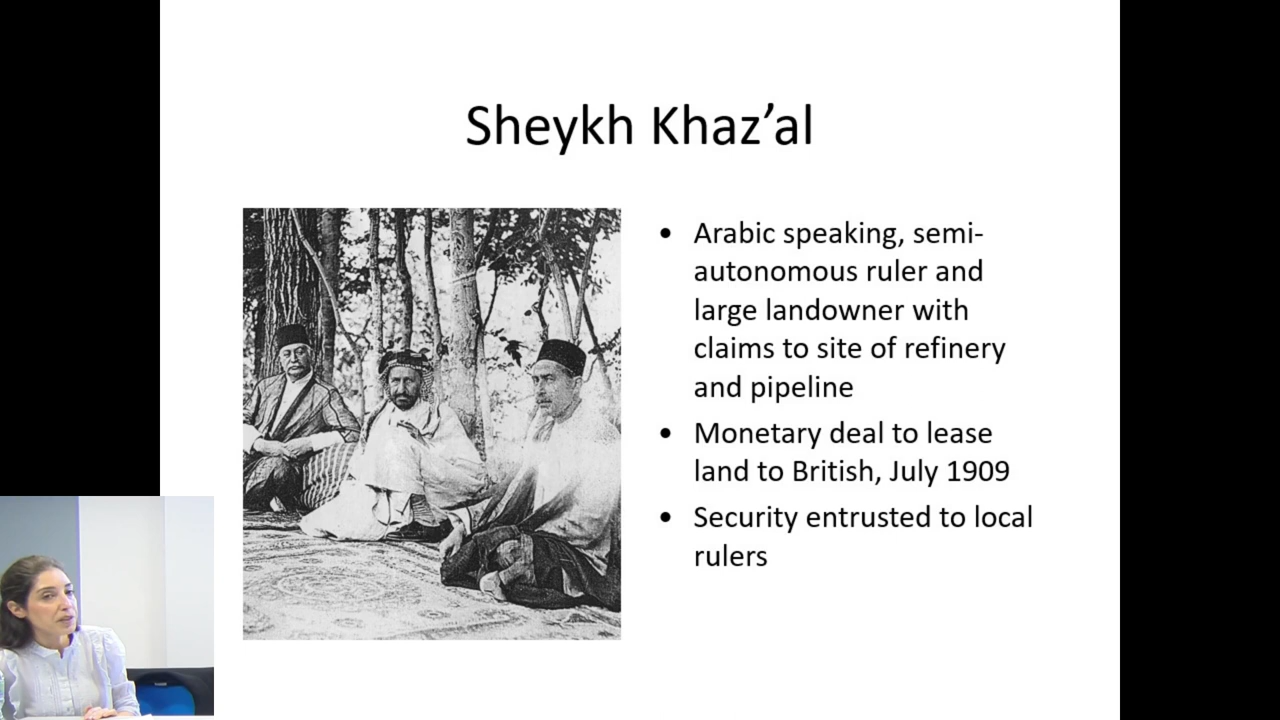 Sheykh Khaz’al
• Arabic speaking, semi-
autonomous ruler and
large landowner with
claims to site of refinery
and pipeline
• Monetary deal to lease
land to British, July 1909
• Security entrusted to local
rulers